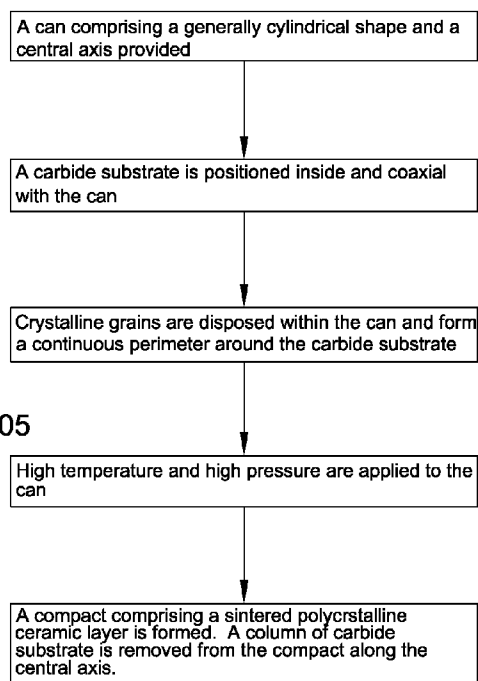 A can comprising a generally cylindrical shape and a
central axis provided
A carbide substrate is positioned inside and coaxial
with the can
Crystalline grains are disposed within the can and form
a continuous perimeter around the carbide substrate
05
High temperature and high pressure are applied to the
can
A compact comprising a sintered polycrstalline
ceramic layer is formed. A column of carbide
substrate is removed from the compact along the
central axis.